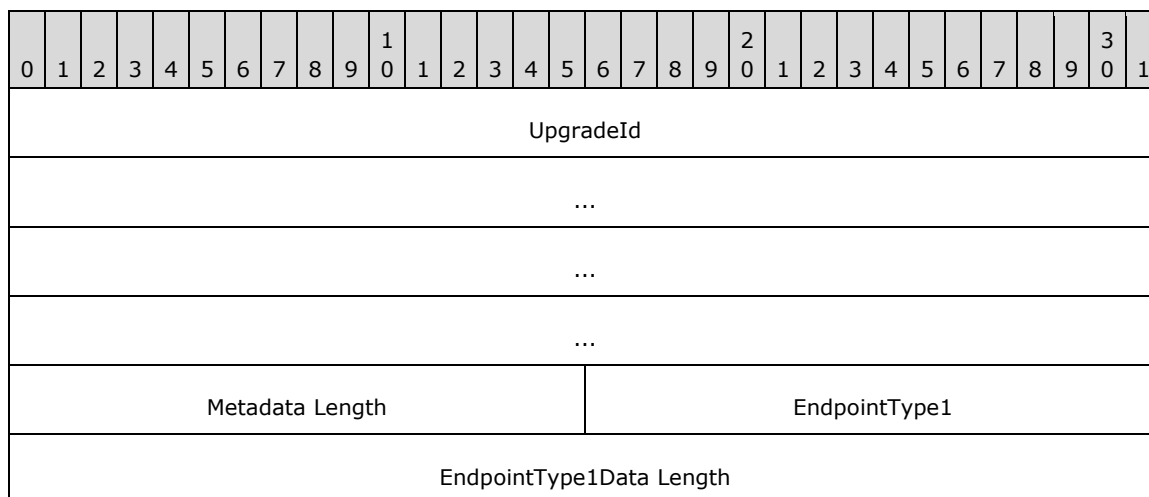 1 2 3
0 1 2 3 4 5 6 7 8 9 0 1 2 3 4 5 6 7 8 9 0 1 2 3 4 5 6 7 8 9 0 1
UpgradeId
...
...
...
Metadata Length EndpointType1
EndpointType1Data Length